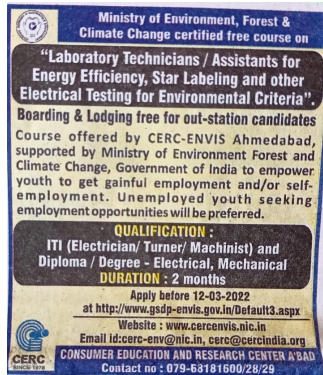 Ministry of Environment, Forest &
Climate Change certified free course on
"Laboratory Technicians / Assistants for
Energy Efficiency, Star Labeling and other
Electrical Testing for Environmental Criteria".
Boarding & Lodging free for out-station candidates
Course offered by CERC-ENVIS Ahmedabad,
supported by Ministry of Environment Forest and
Climate Change, Government of India to empower
youth to get gainful employment and/or self-
employment. Unemployed youth seeking
employment opportunities will be preferred.
QUALIFICATION :
ITI (Electrician/ Turner/ Machinist) and
Diploma / Degree - Electrical, Mechanical
DURATION : 2 months
Apply before 12-03-2022
at http://www.gsdp-envis.gov.in/Default3.aspx
Website : www.cercenvis.nic.in
Email id:cerc-env@nic.in, cerc@cercindia.org
CERC
SINCE 1978
CONSUMER EDUCATION AND RESEARCH CENTER A'BAD
Contact no : 079-68181600/28/29